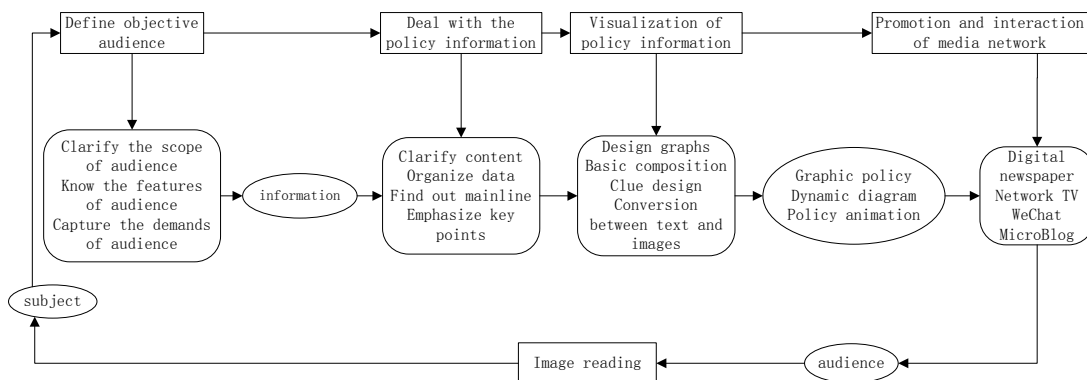 Define objective
audience
Deal with the
policy information
Visualization of
policy information
Promotion and interaction
of media network
Clarify the scope
of audience
Know the features
of audience
Capture the demands
of audience
information
Clarify content
Organize data
Find out mainline
Emphasize key
points
Design graphs
Basic composition
Clue design
Conversion
between text and
images
Graphic policy
Dynamic diagram
Policy animation
Digital
newspaper
Network TV
WeChat
MicroBlog
subject
Image reading
audience